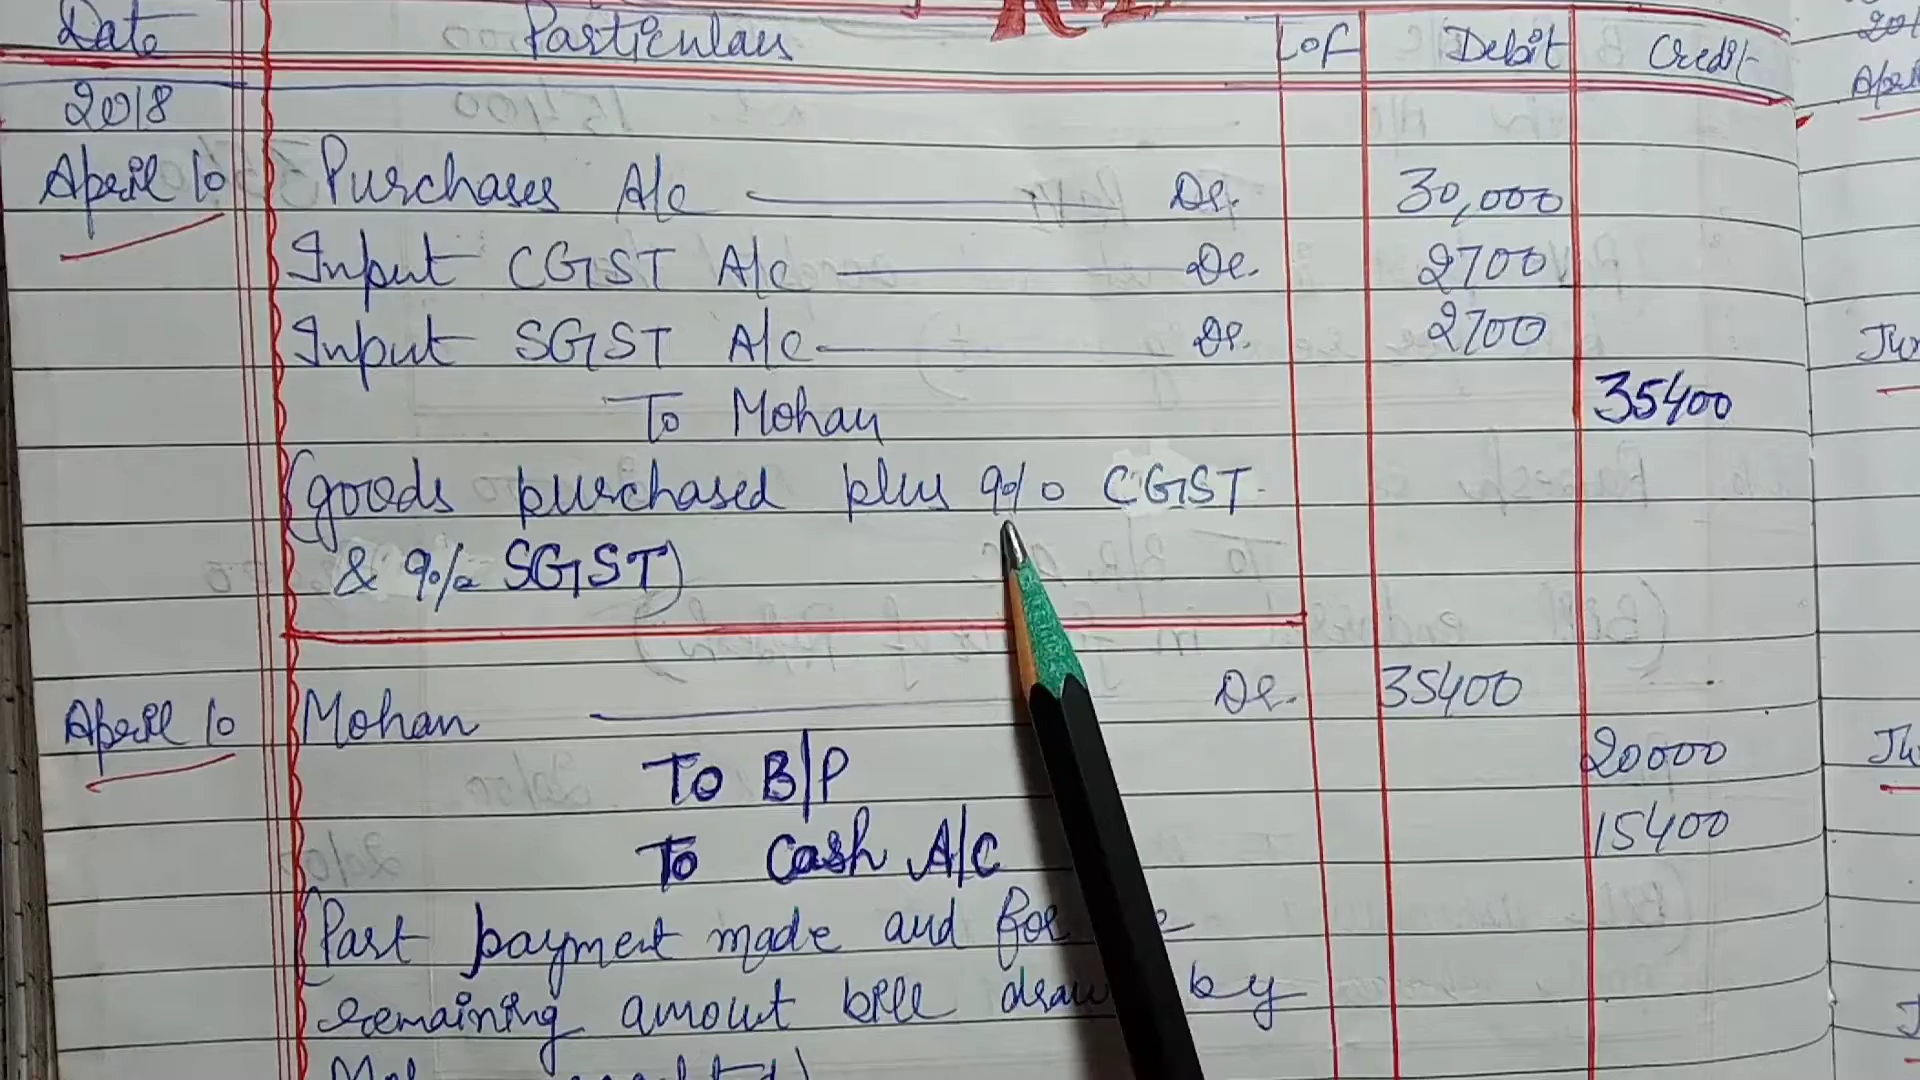 Date Particulars LoF Debit Credit
2018
April 10 Purchases A/c Dr. 30,000
Input CGST A/c Dr. 2700
Input SGST A/c Dr. 2700
To Mohan 35400
(goods purchased plus 9% CGST
& 9% SGST)
April 10 Mohan Dr. 35400
To B/P 20000
To Cash A/C 15400
(Part payment made and for
remaining amount bill drawn by